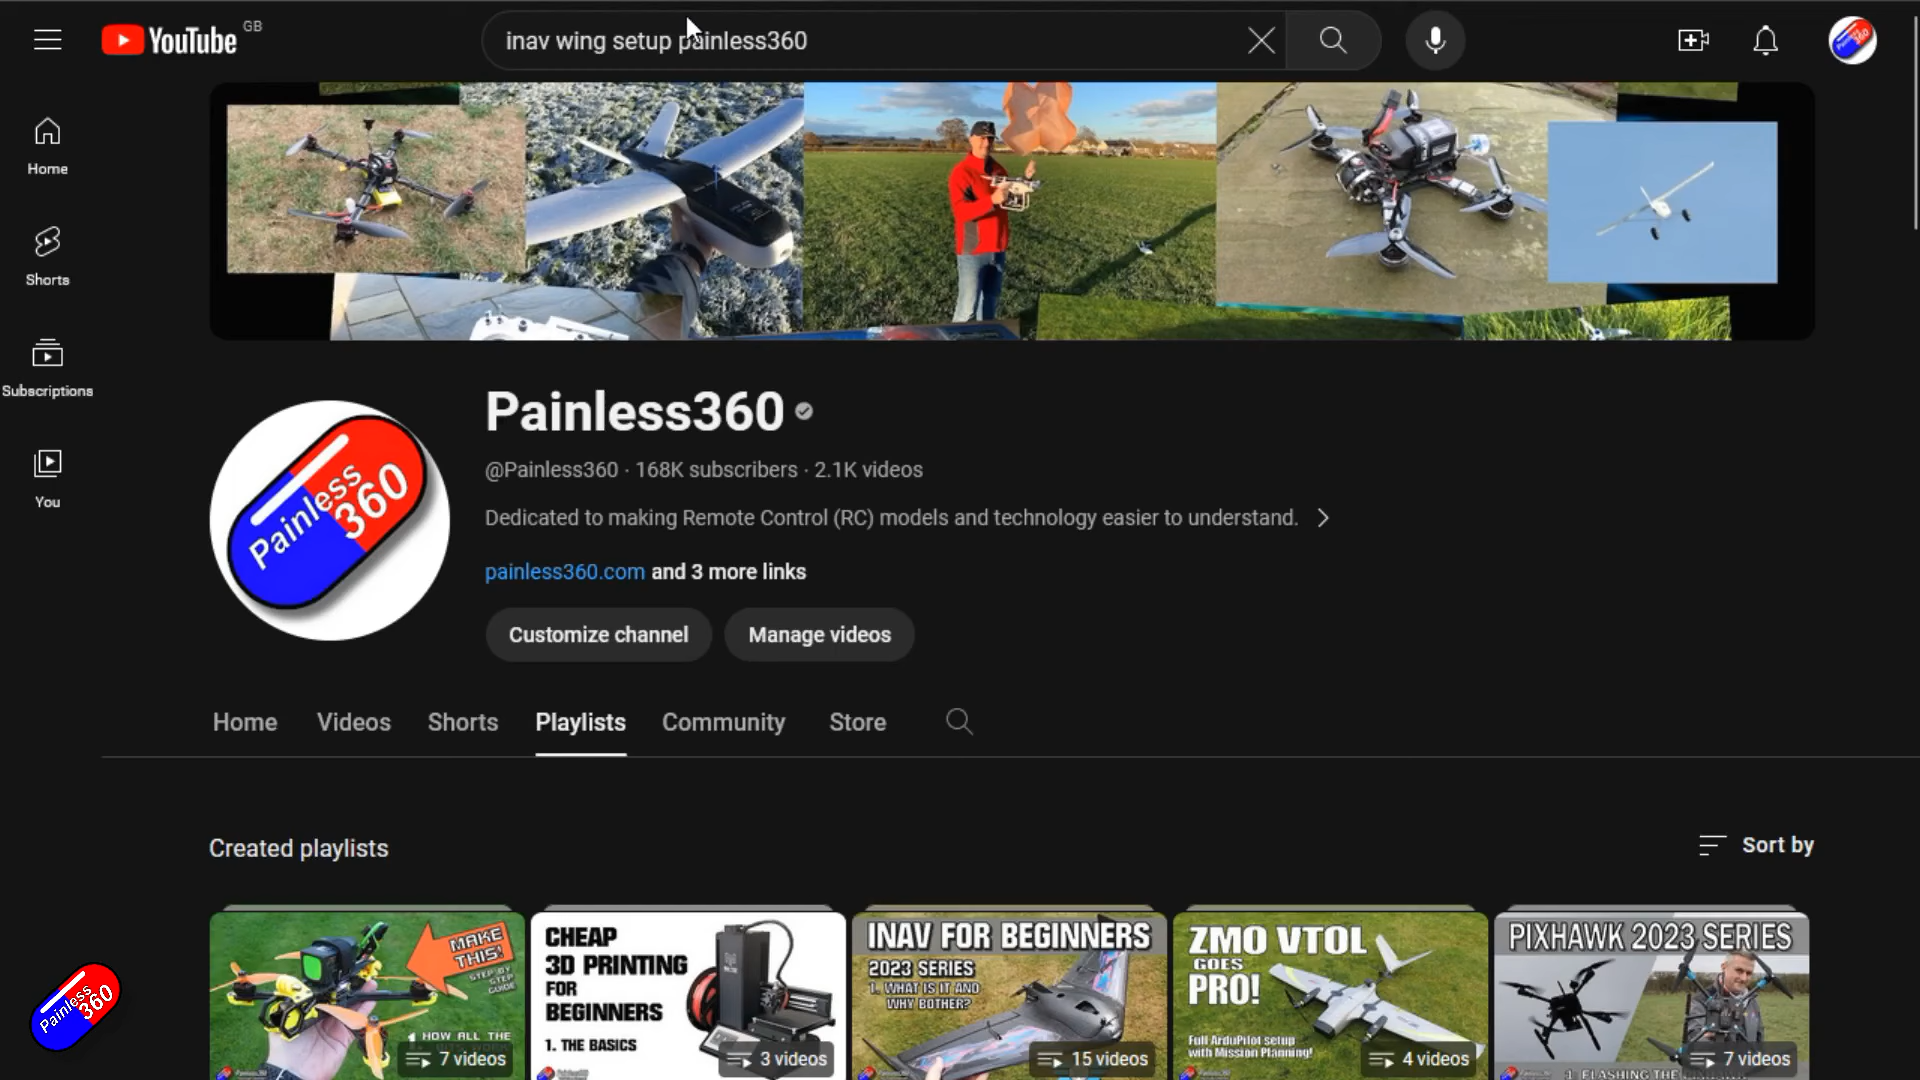 YouTube GB
inav wing setup painless360
Home
Shorts
Subscriptions
You
Painless360
@Painless360 · 168K subscribers · 2.1K videos
Dedicated to making Remote Control (RC) models and technology easier to understand.
painless360.com and 3 more links
Customize channel
Manage videos
Painless
360
Home
Videos
Shorts
Playlists
Community
Store
Created playlists
Sort by
MAKE
THIS!
STEP BY
STEP
GUIDE
1. HOW ALL THE
7 videos
CHEAP
3D PRINTING
FOR
BEGINNERS
1. THE BASICS
3 videos
INAV FOR BEGINNERS
2023 SERIES
1. WHAT IS IT AND
WHY BOTHER?
15 videos
ZMO VTOL
GOES
PRO!
Full ArduPilot setup
with Mission Planning!
4 videos
PIXHAWK 2023 SERIES
7 videos
Painless
360